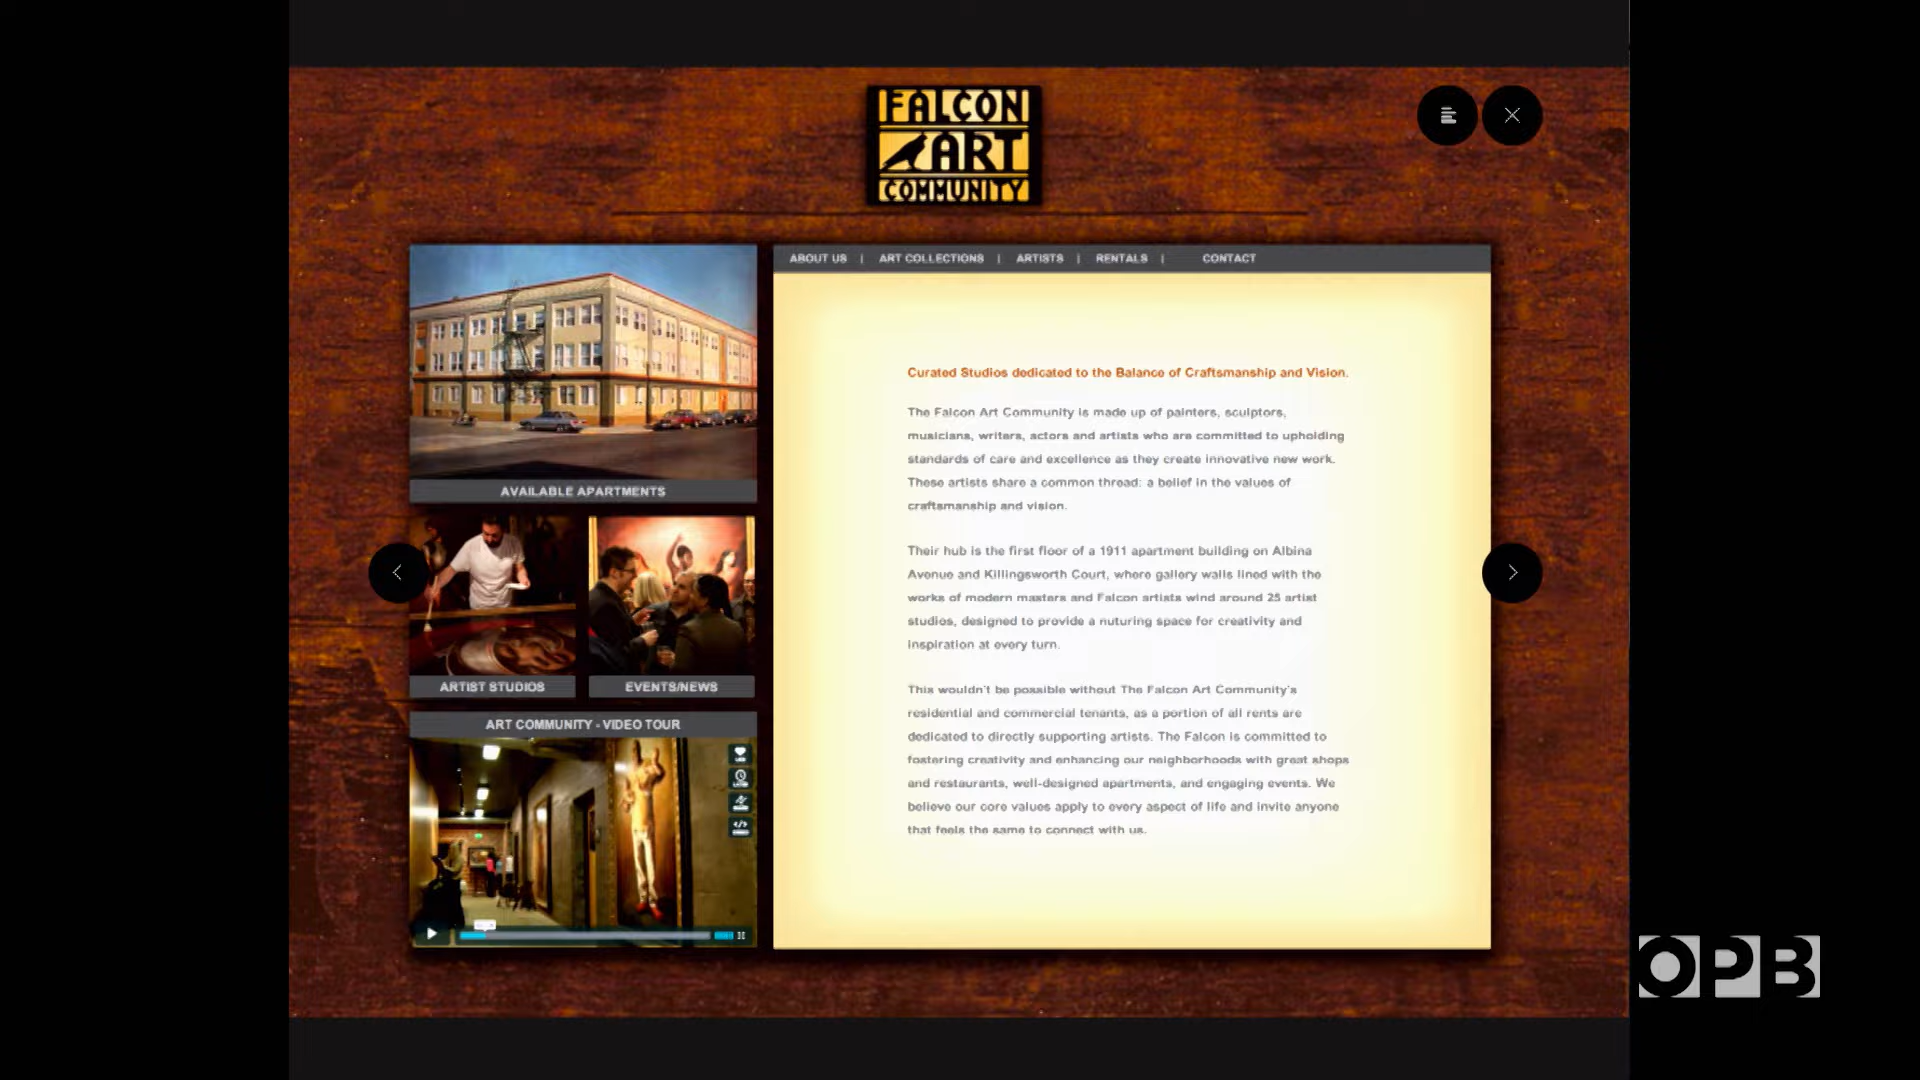 FALCON
ART
COMMUNITY
ABOUT US | ART COLLECTIONS | ARTISTS | RENTALS | CONTACT
AVAILABLE APARTMENTS
ARTIST STUDIOS
EVENTS/NEWS
ART COMMUNITY - VIDEO TOUR
Curated Studios dedicated to the Balance of Craftsmanship and Vision.
The Falcon Art Community is made up of painters, sculptors,
musicians, writers, actors and artists who are committed to upholding
standards of care and excellence as they create innovative new work.
These artists share a common thread: a belief in the values of
craftsmanship and vision.
Their hub is the first floor of a 1911 apartment building on Albina
Avenue and Killingsworth Court, where gallery walls lined with the
works of modern masters and Falcon artists wind around 25 artist
studios, designed to provide a nuturing space for creativity and
inspiration at every turn.
This wouldn't be possible without The Falcon Art Community's
residential and commercial tenants, as a portion of all rents are
dedicated to directly supporting artists. The Falcon is committed to
fostering creativity and enhancing our neighborhoods with great shops
and restaurants, well-designed apartments, and engaging events. We
believe our core values apply to every aspect of life and invite anyone
that feels the same to connect with us.
OPB